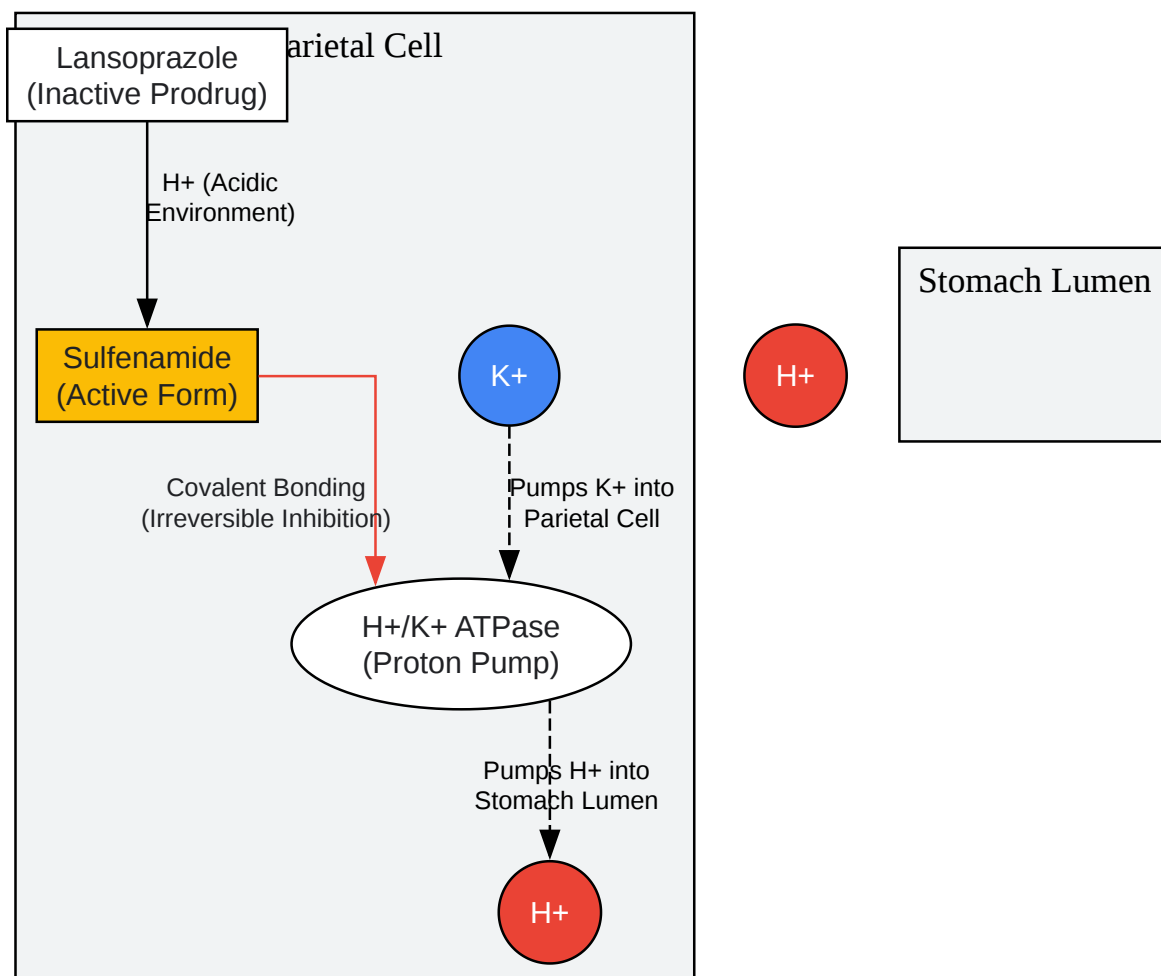 Lansoprazole
(Inactive Prodrug)
arietal Cell
H+ (Acidic
Environment)
Stomach Lumen
Sulfenamide
(Active Form)
K+
H+
Covalent Bonding
(Irreversible Inhibition)
Pumps K+ into
Parietal Cell
H+/K+ ATPase
(Proton Pump)
Pumps H+ into
Stomach Lumen
H+